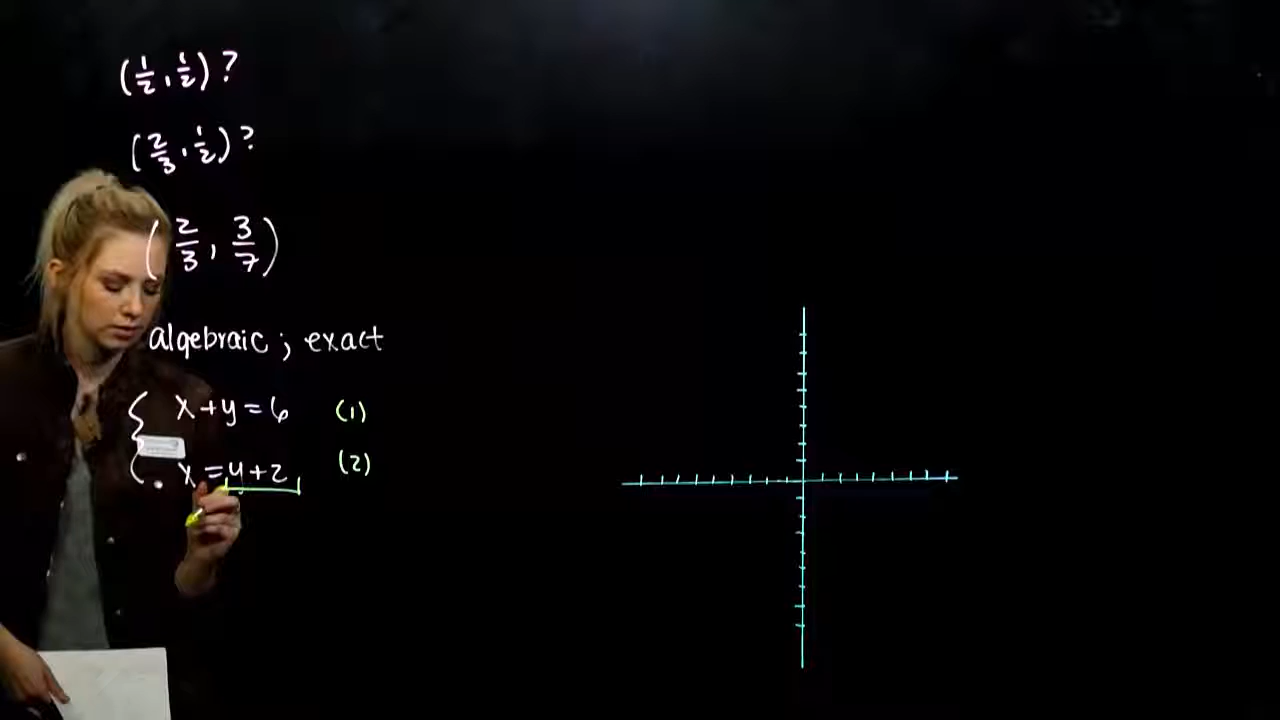 (1/2, 1/2)?
(2/3, 1/2)?
(2/3, 3/7)
algebraic; exact
x+y=6 (1)
x=y+2 (2)